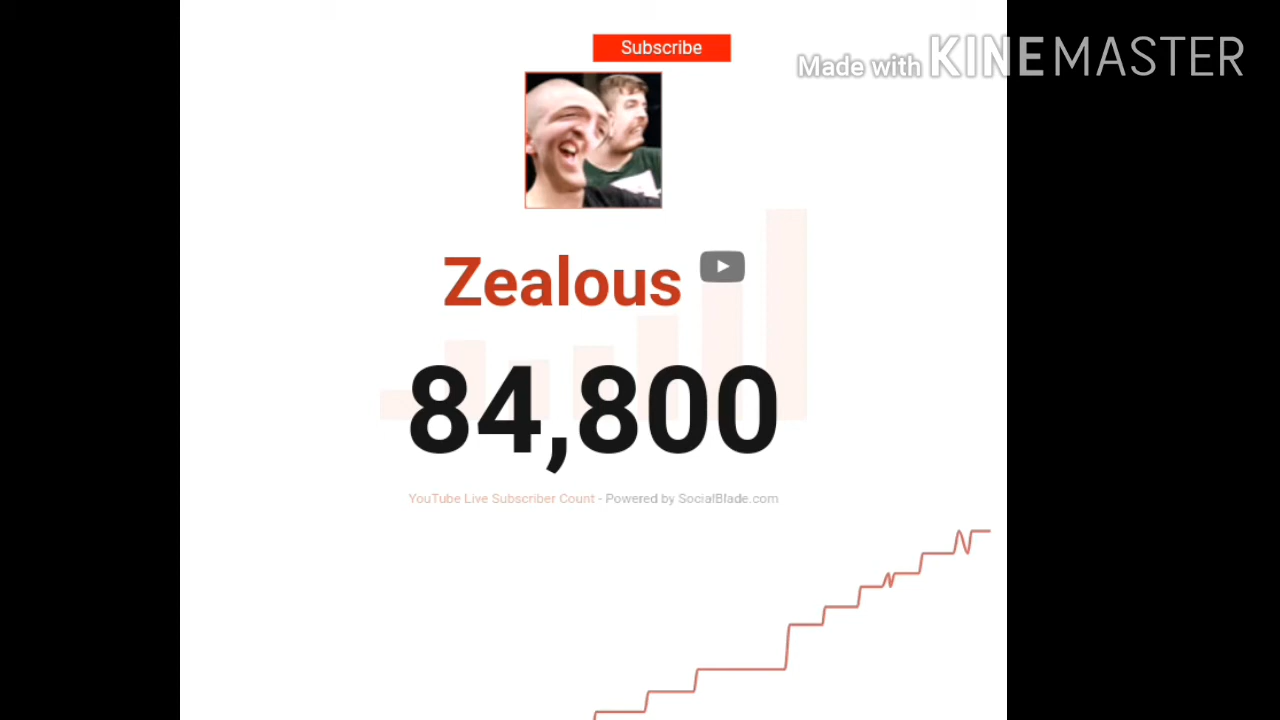 Subscribe
Made with KINEMASTER
Zealous
84,800
YouTube Live Subscriber Count - Powered by SocialBlade.com